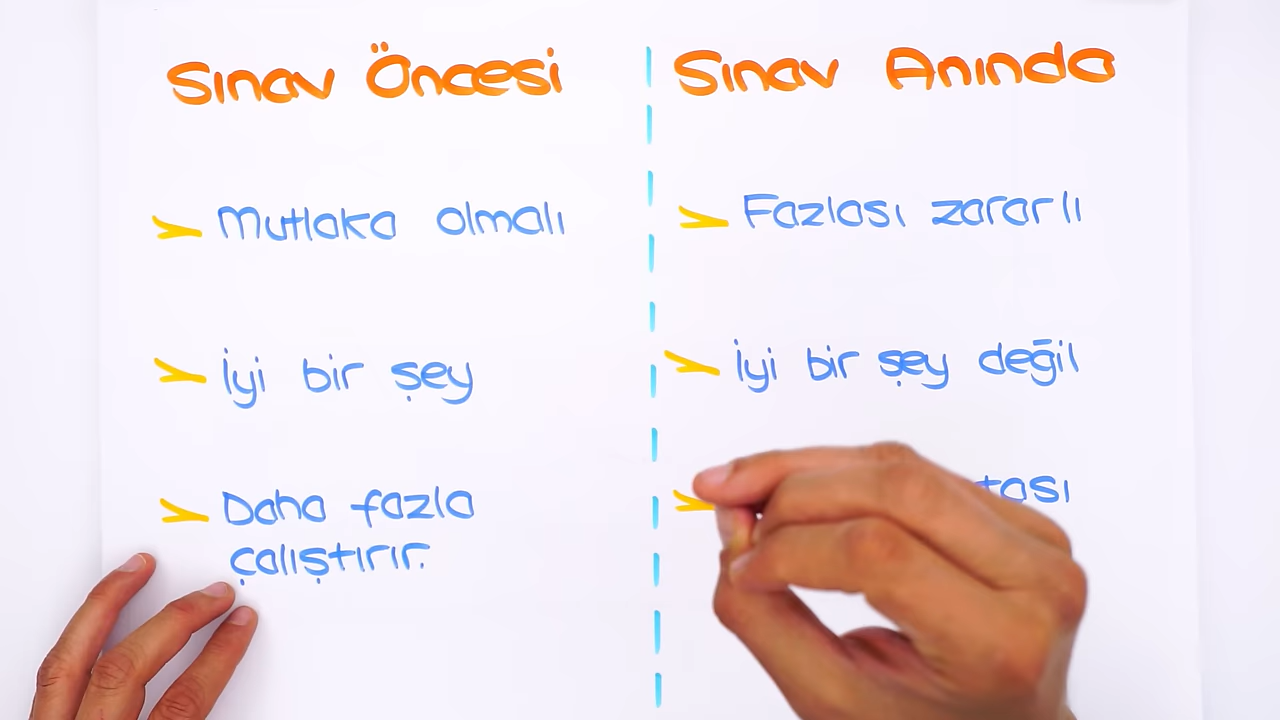 Sınav Öncesi
Mutlaka olmalı
İyi bir şey
Daha fazla
çalıştırır.
Sınav Anında
Fazlası zararlı
İyi bir şey değil